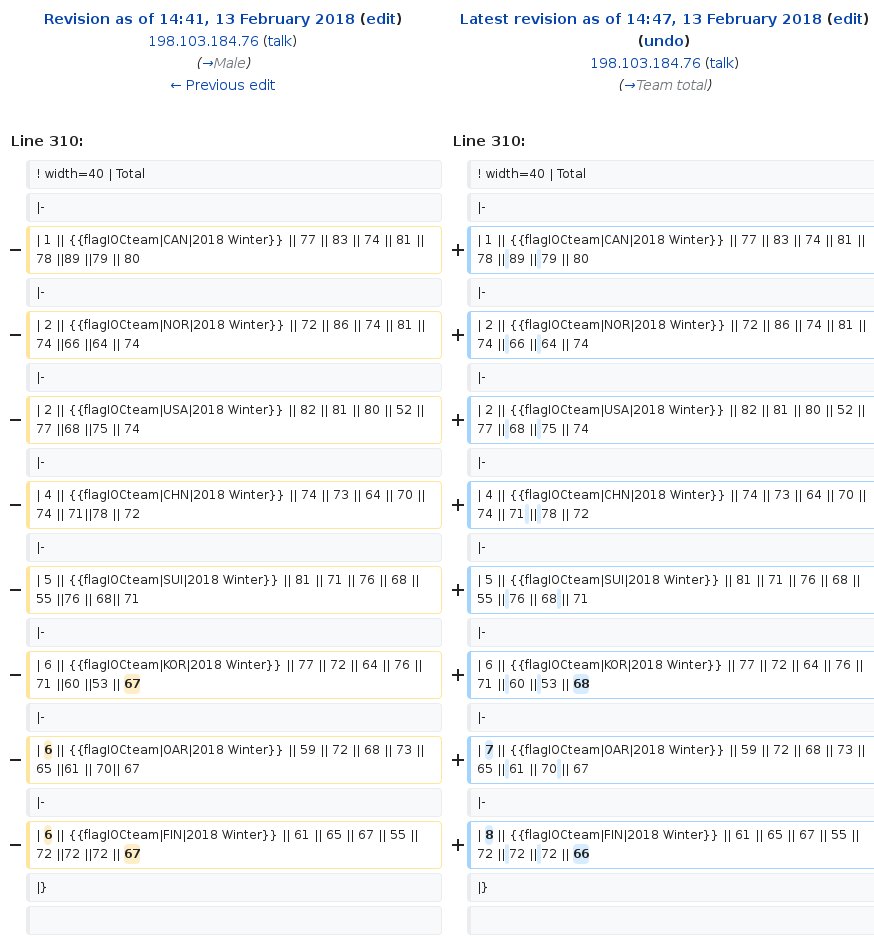 Revision as of 14:41, 13 February 2018 (edit)
198.103.184.76 (talk)
(→Male)
← Previous edit
Latest revision as of 14:47, 13 February 2018 (edit)
(undo)
198.103.184.76 (talk)
(→Team total)
Line 310:
! width=40 | Total
|-
− | 1 || {{flagIOCteam|CAN|2018 Winter}} || 77 || 83 || 74 || 81 ||
78 ||89 ||79 || 80
|-
− | 2 || {{flagIOCteam|NOR|2018 Winter}} || 72 || 86 || 74 || 81 ||
74 ||66 ||64 || 74
|-
− | 2 || {{flagIOCteam|USA|2018 Winter}} || 82 || 81 || 80 || 52 ||
77 ||68 ||75 || 74
|-
− | 4 || {{flagIOCteam|CHN|2018 Winter}} || 74 || 73 || 64 || 70 ||
74 || 71||78 || 72
|-
− | 5 || {{flagIOCteam|SUI|2018 Winter}} || 81 || 71 || 76 || 68 ||
55 ||76 || 68|| 71
|-
− | 6 || {{flagIOCteam|KOR|2018 Winter}} || 77 || 72 || 64 || 76 ||
71 ||60 ||53 || 67
|-
− | 6 || {{flagIOCteam|OAR|2018 Winter}} || 59 || 72 || 68 || 73 ||
65 ||61 || 70|| 67
|-
− | 6 || {{flagIOCteam|FIN|2018 Winter}} || 61 || 65 || 67 || 55 ||
72 ||72 ||72 || 67
|}
Line 310:
! width=40 | Total
|-
+ | 1 || {{flagIOCteam|CAN|2018 Winter}} || 77 || 83 || 74 || 81 ||
78 || 89 || 79 || 80
|-
+ | 2 || {{flagIOCteam|NOR|2018 Winter}} || 72 || 86 || 74 || 81 ||
74 || 66 || 64 || 74
|-
+ | 2 || {{flagIOCteam|USA|2018 Winter}} || 82 || 81 || 80 || 52 ||
77 || 68 || 75 || 74
|-
+ | 4 || {{flagIOCteam|CHN|2018 Winter}} || 74 || 73 || 64 || 70 ||
74 || 71 || 78 || 72
|-
+ | 5 || {{flagIOCteam|SUI|2018 Winter}} || 81 || 71 || 76 || 68 ||
55 || 76 || 68 || 71
|-
+ | 6 || {{flagIOCteam|KOR|2018 Winter}} || 77 || 72 || 64 || 76 ||
71 || 60 || 53 || 68
|-
+ | 7 || {{flagIOCteam|OAR|2018 Winter}} || 59 || 72 || 68 || 73 ||
65 || 61 || 70 || 67
|-
+ | 8 || {{flagIOCteam|FIN|2018 Winter}} || 61 || 65 || 67 || 55 ||
72 || 72 || 72 || 66
|}